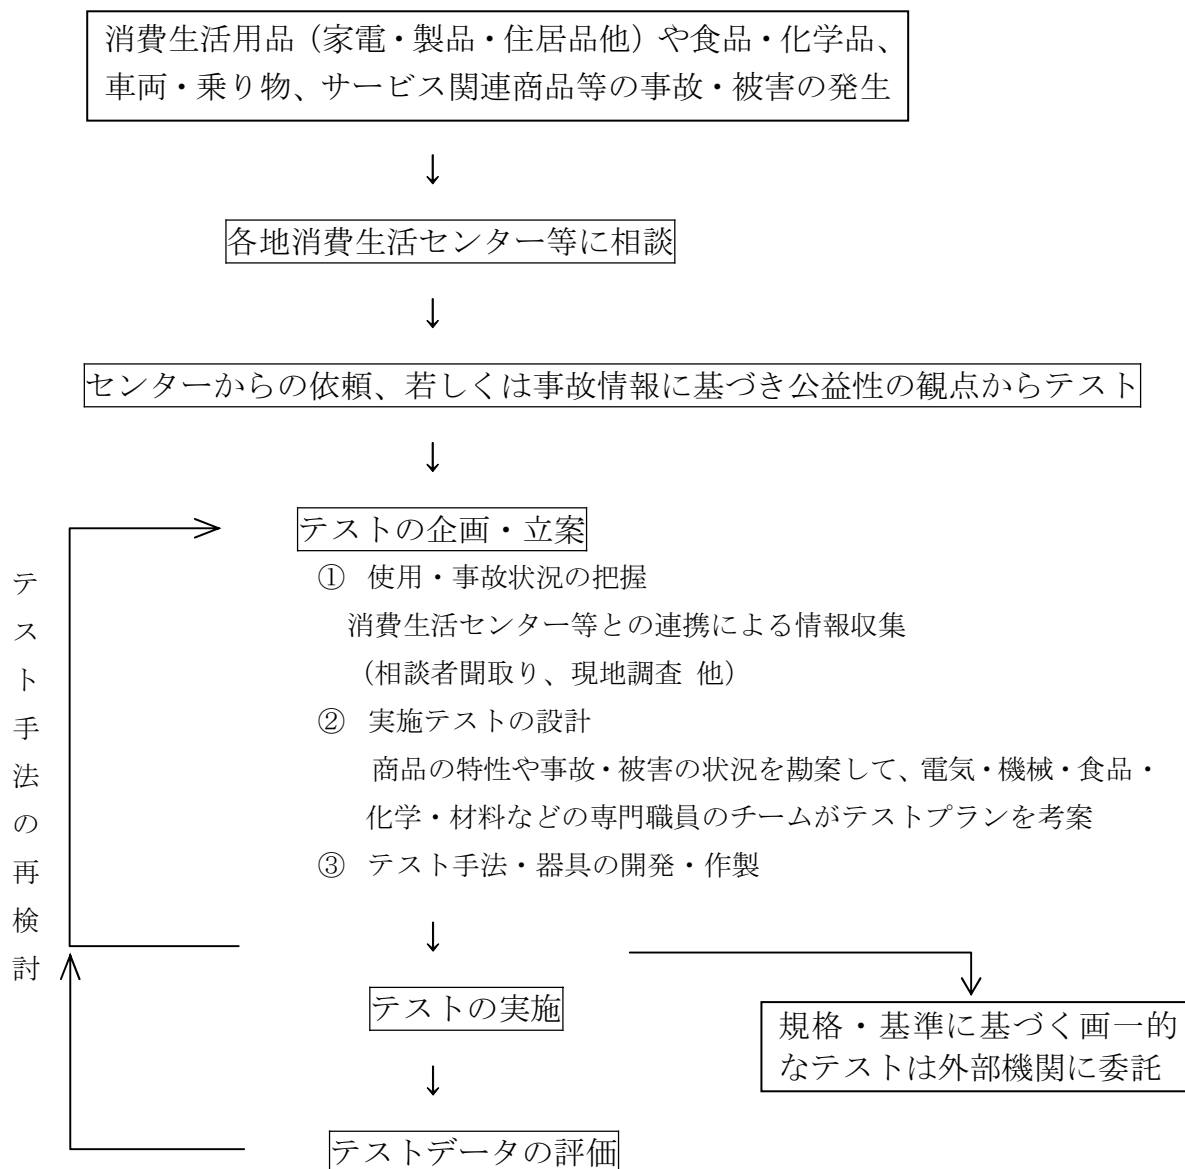 消費生活用品（家電・製品・住居品他）や食品・化学品、
車両・乗り物、サービス関連商品等の事故・被害の発生
↓
各地消費生活センター等に相談
↓
センターからの依頼、若しくは事故情報に基づき公益性の観点からテスト
↓
テストの企画・立案
① 使用・事故状況の把握
消費生活センター等との連携による情報収集
（相談者聞取り、現地調査 他）
② 実施テストの設計
商品の特性や事故・被害の状況を勘案して、電気・機械・食品・
化学・材料などの専門職員のチームがテストプランを考案
③ テスト手法・器具の開発・作製
テスト手法の再検討
↓
テストの実施
規格・基準に基づく画一的
なテストは外部機関に委託
↓
テストデータの評価